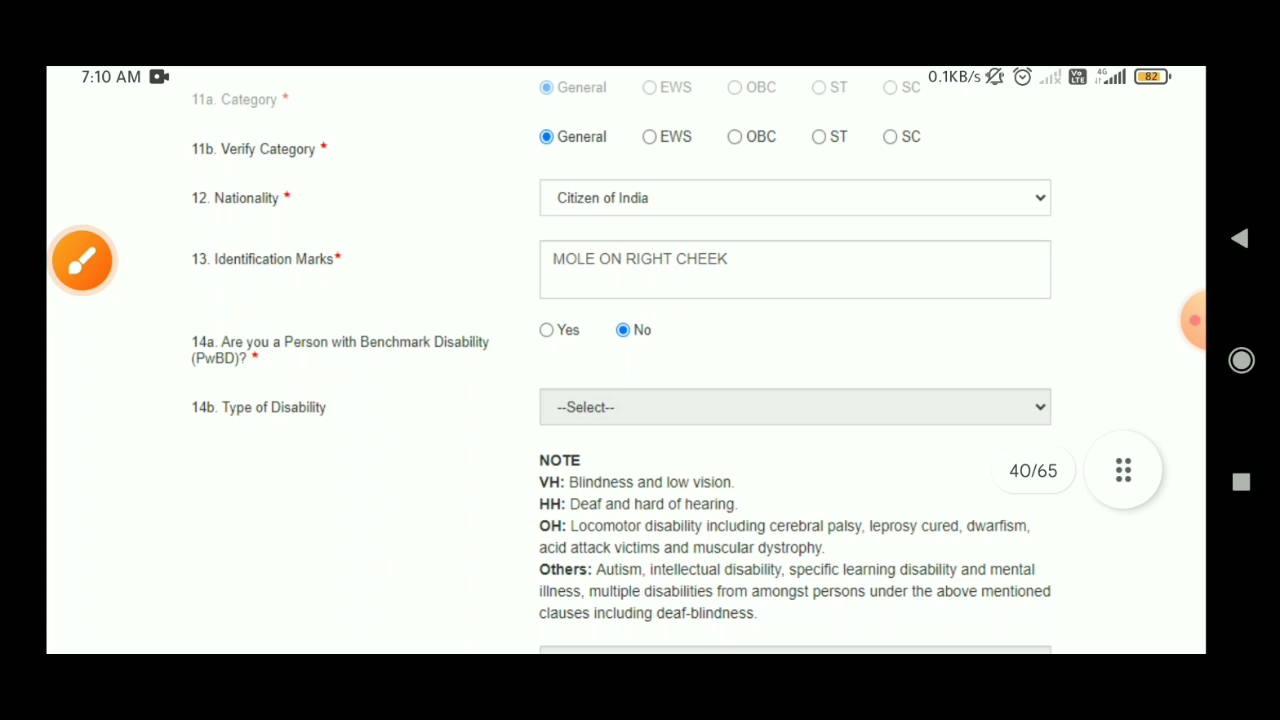 7:10 AM
0.1KB/s Vo LTE 4G 82
11a. Category * General EWS OBC ST SC
11b. Verify Category * General EWS OBC ST SC
12. Nationality * Citizen of India
13. Identification Marks* MOLE ON RIGHT CHEEK
14a. Are you a Person with Benchmark Disability Yes No
(PwBD)? *
14b. Type of Disability --Select--
NOTE
40/65
VH: Blindness and low vision.
HH: Deaf and hard of hearing.
OH: Locomotor disability including cerebral palsy, leprosy cured, dwarfism,
acid attack victims and muscular dystrophy.
Others: Autism, intellectual disability, specific learning disability and mental
illness, multiple disabilities from amongst persons under the above mentioned
clauses including deaf-blindness.